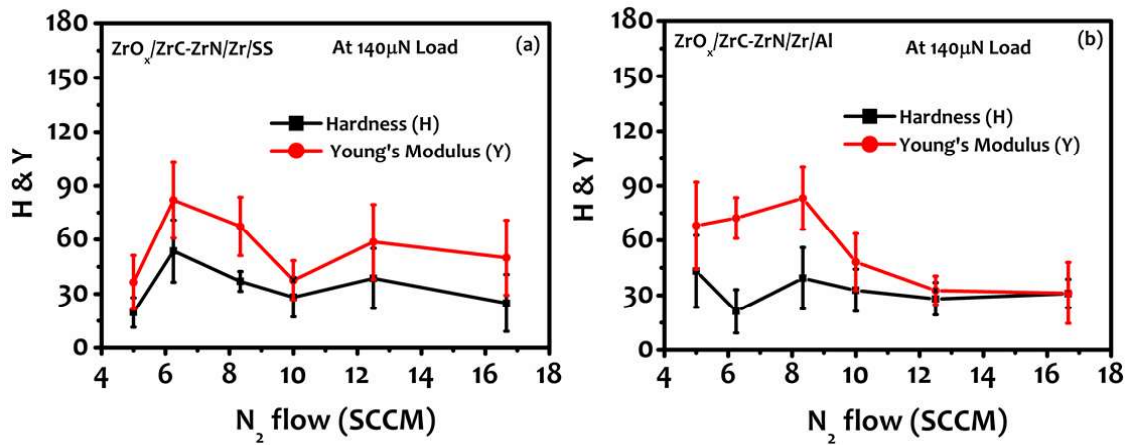 180
150
120
90
60
30
0
H & Y
ZrOₓ/ZrC-ZrN/Zr/SS At 140μN Load (a)
Hardness (H)
Young's Modulus (Y)
4 6 8 10 12 14 16 18
N₂ flow (SCCM)
180
150
120
90
60
30
0
H & Y
ZrOₓ/ZrC-ZrN/Zr/Al At 140μN Load (b)
Hardness (H)
Young's Modulus (Y)
4 6 8 10 12 14 16 18
N₂ flow (SCCM)